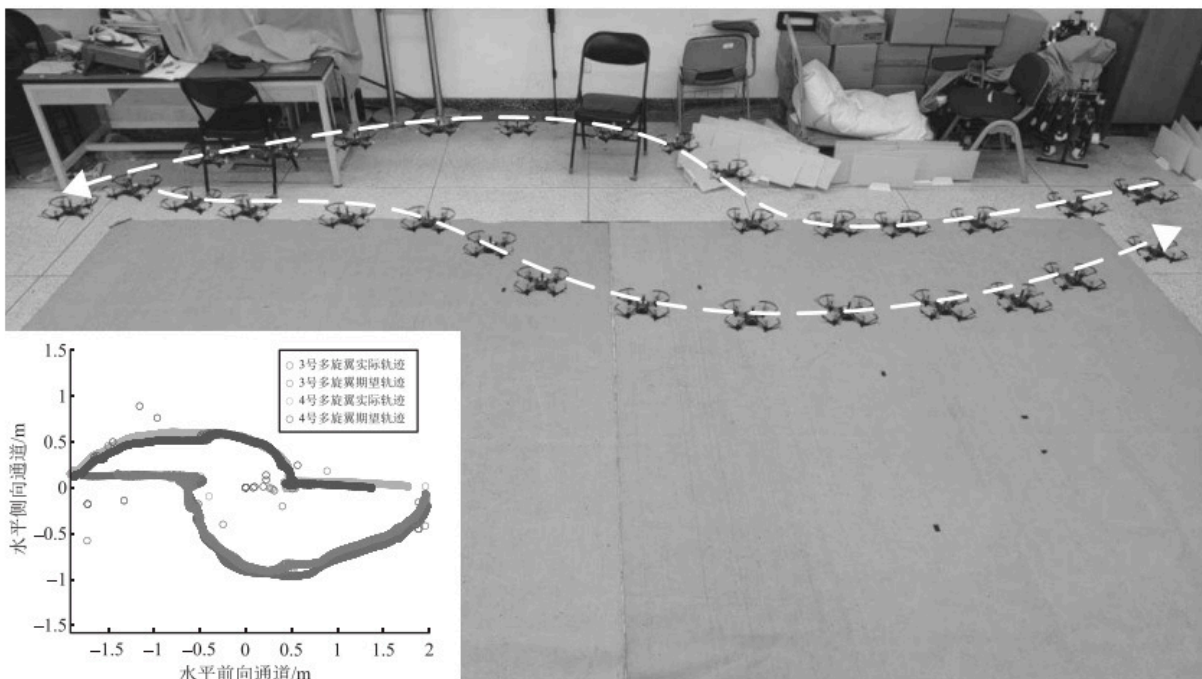 1.5
1
0.5
0
−0.5
−1
−1.5
水平侧向通道/m
○ 3号多旋翼实际轨迹
○ 3号多旋翼期望轨迹
○ 4号多旋翼实际轨迹
○ 4号多旋翼期望轨迹
−1.5 −1 −0.5 0 0.5 1 1.5 2
水平前向通道/m